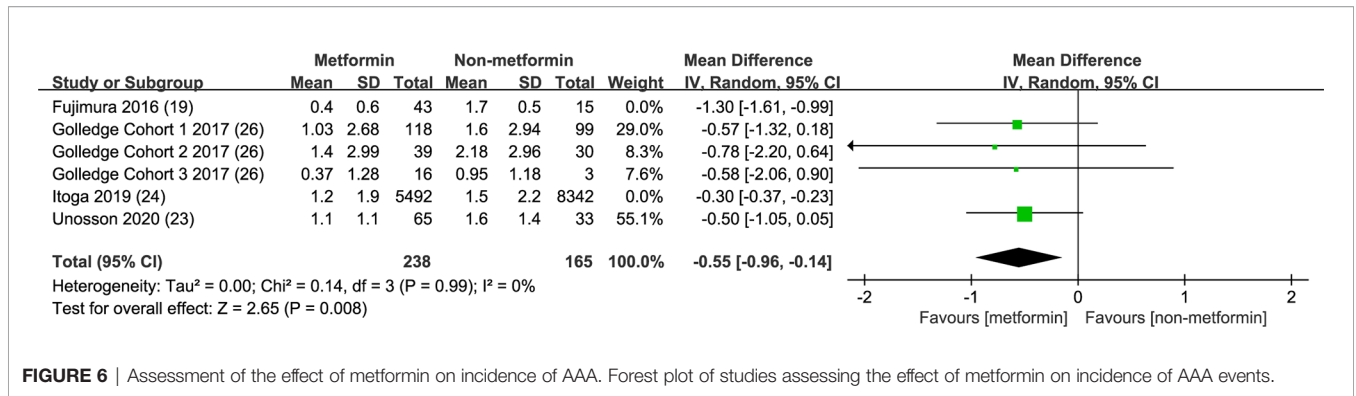 Metformin Non-metformin Mean Difference Mean Difference
Study or Subgroup Mean SD Total Mean SD Total Weight IV, Random, 95% CI IV, Random, 95% CI
Fujimura 2016 (19) 0.4 0.6 43 1.7 0.5 15 0.0% -1.30 [-1.61, -0.99]
Golledge Cohort 1 2017 (26) 1.03 2.68 118 1.6 2.94 99 29.0% -0.57 [-1.32, 0.18]
Golledge Cohort 2 2017 (26) 1.4 2.99 39 2.18 2.96 30 8.3% -0.78 [-2.20, 0.64]
Golledge Cohort 3 2017 (26) 0.37 1.28 16 0.95 1.18 3 7.6% -0.58 [-2.06, 0.90]
Itoga 2019 (24) 1.2 1.9 5492 1.5 2.2 8342 0.0% -0.30 [-0.37, -0.23]
Unosson 2020 (23) 1.1 1.1 65 1.6 1.4 33 55.1% -0.50 [-1.05, 0.05]
Total (95% CI) 238 165 100.0% -0.55 [-0.96, -0.14]
Heterogeneity: Tau² = 0.00; Chi² = 0.14, df = 3 (P = 0.99); I² = 0%
Test for overall effect: Z = 2.65 (P = 0.008)
-2 -1 0 1 2
Favours [metformin] Favours [non-metformin]
FIGURE 6 | Assessment of the effect of metformin on incidence of AAA. Forest plot of studies assessing the effect of metformin on incidence of AAA events.